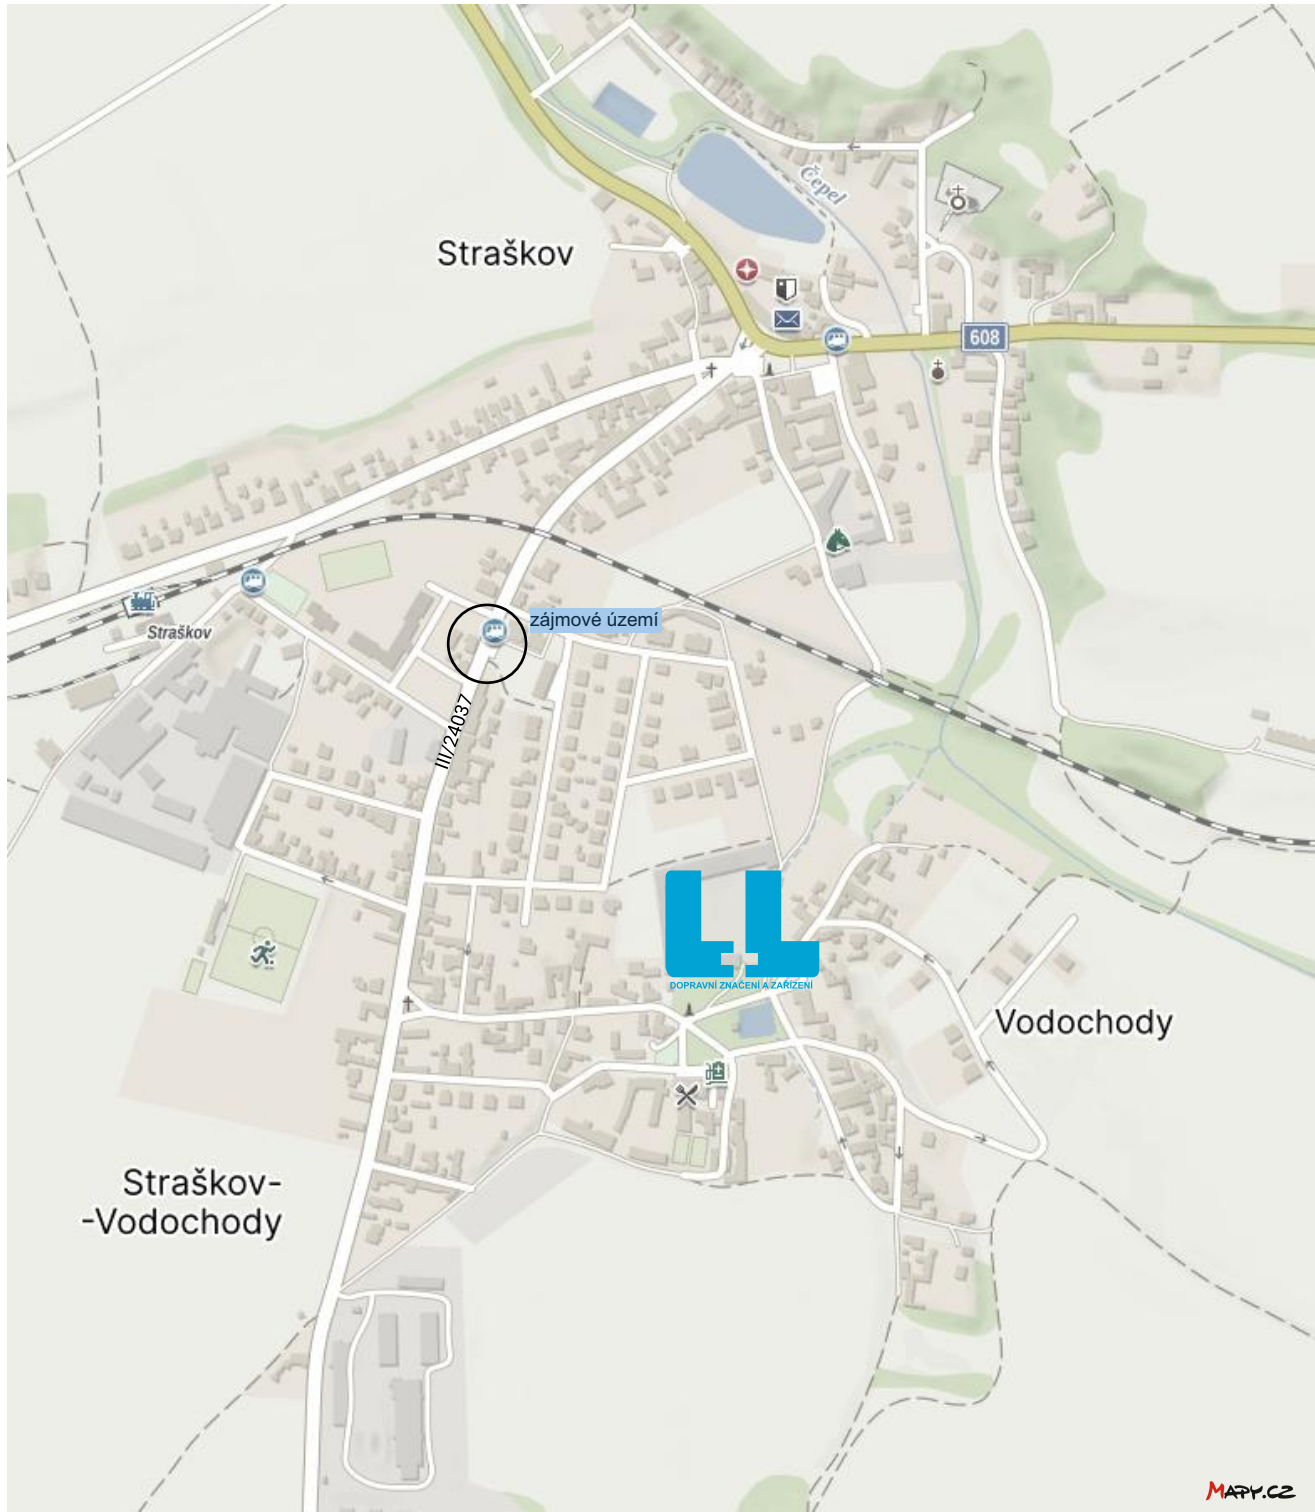 Čepel
Straškov
608
zájmové území
Straškov
III/24037
DOPRAVNÍ ZNAČENÍ A ZAŘÍZENÍ
Vodochody
Straškov-
-Vodochody
MAPY.CZ